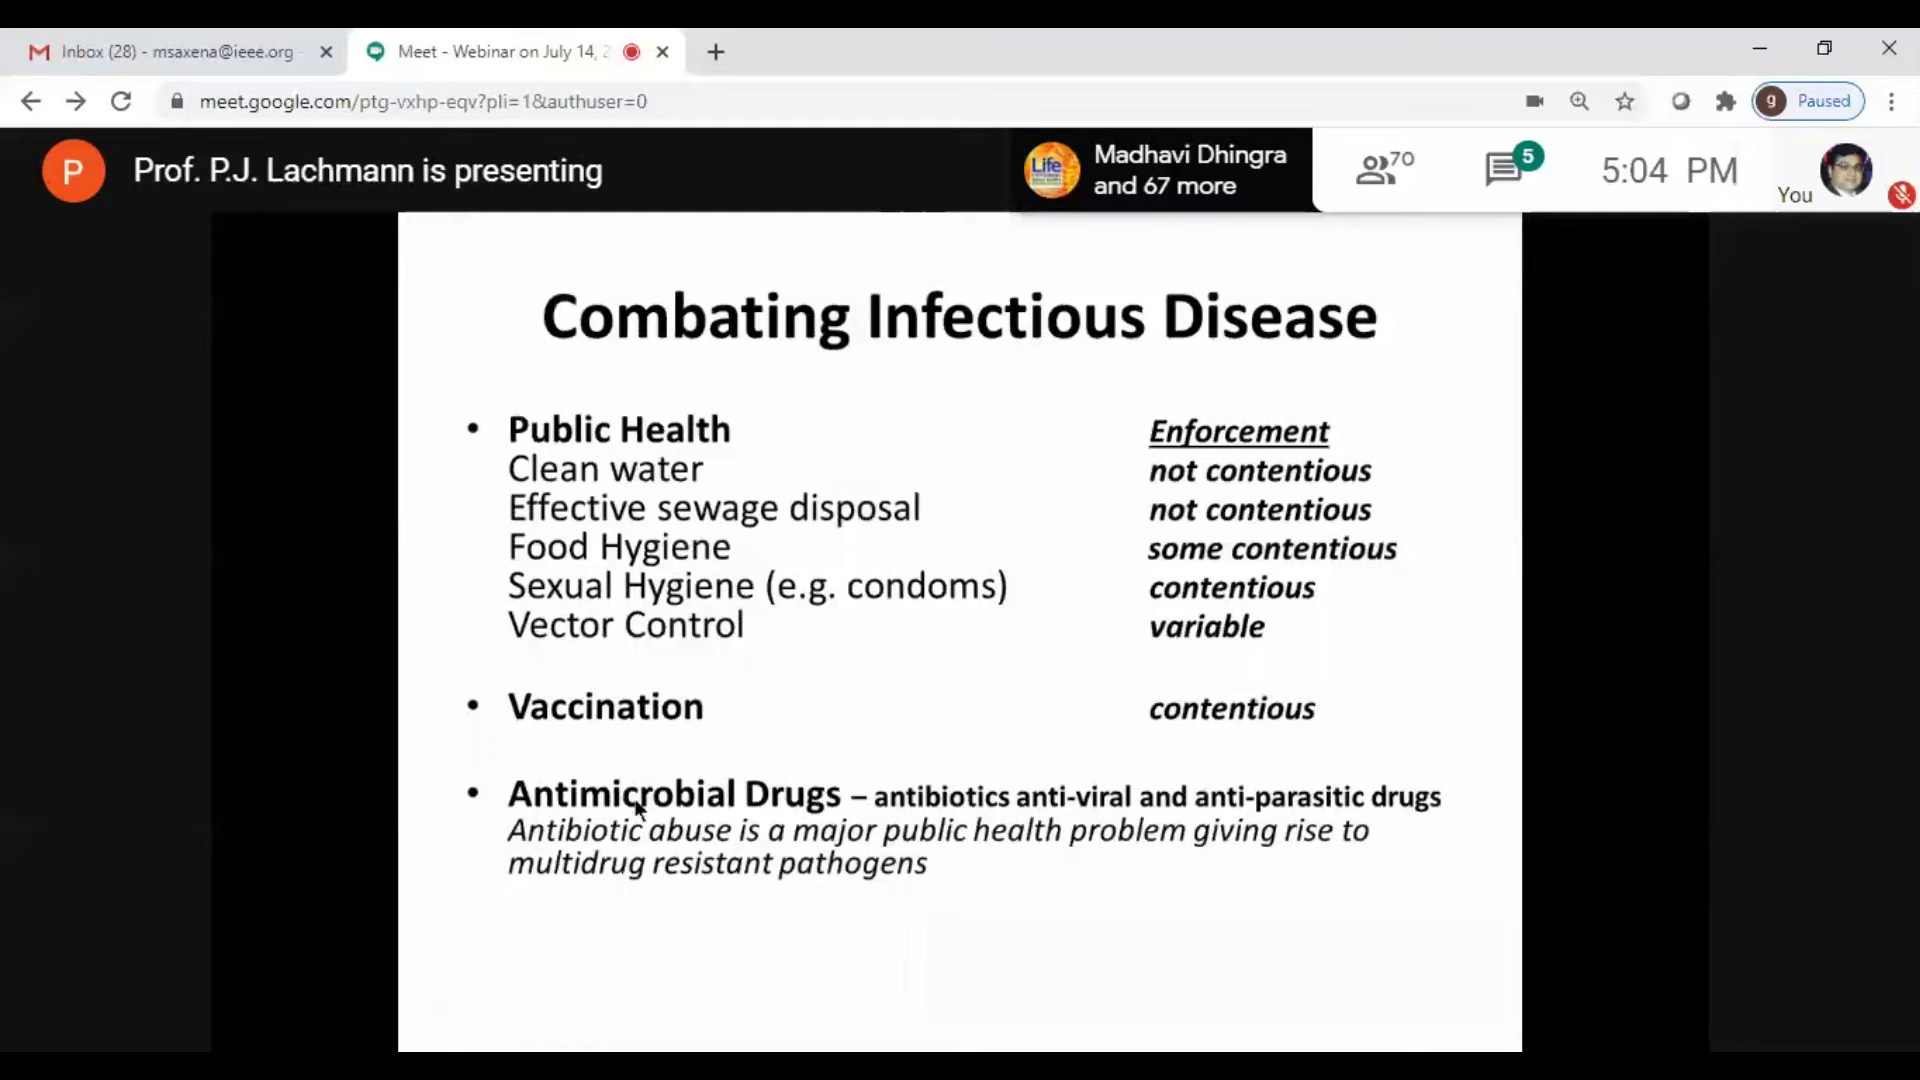 Inbox (28) - msaxena@ieee.org
Meet - Webinar on July 14, 2
meet.google.com/ptg-vxhp-eqv?pli=1&authuser=0
g Paused
P Prof. P.J. Lachmann is presenting
Life
Madhavi Dhingra
and 67 more
70
5
5:04 PM
You
Combating Infectious Disease
• Public Health Enforcement
Clean water not contentious
Effective sewage disposal not contentious
Food Hygiene some contentious
Sexual Hygiene (e.g. condoms) contentious
Vector Control variable
• Vaccination contentious
• Antimicrobial Drugs – antibiotics anti-viral and anti-parasitic drugs
Antibiotic abuse is a major public health problem giving rise to
multidrug resistant pathogens